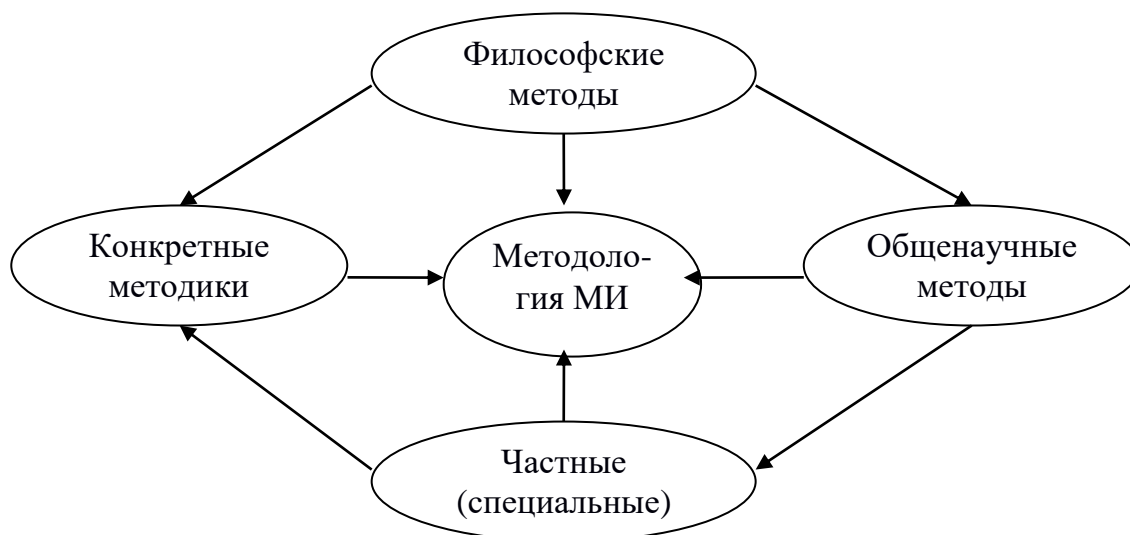 Философские
методы
Конкретные
методики
Методоло-
гия МИ
Общенаучные
методы
Частные
(специальные)